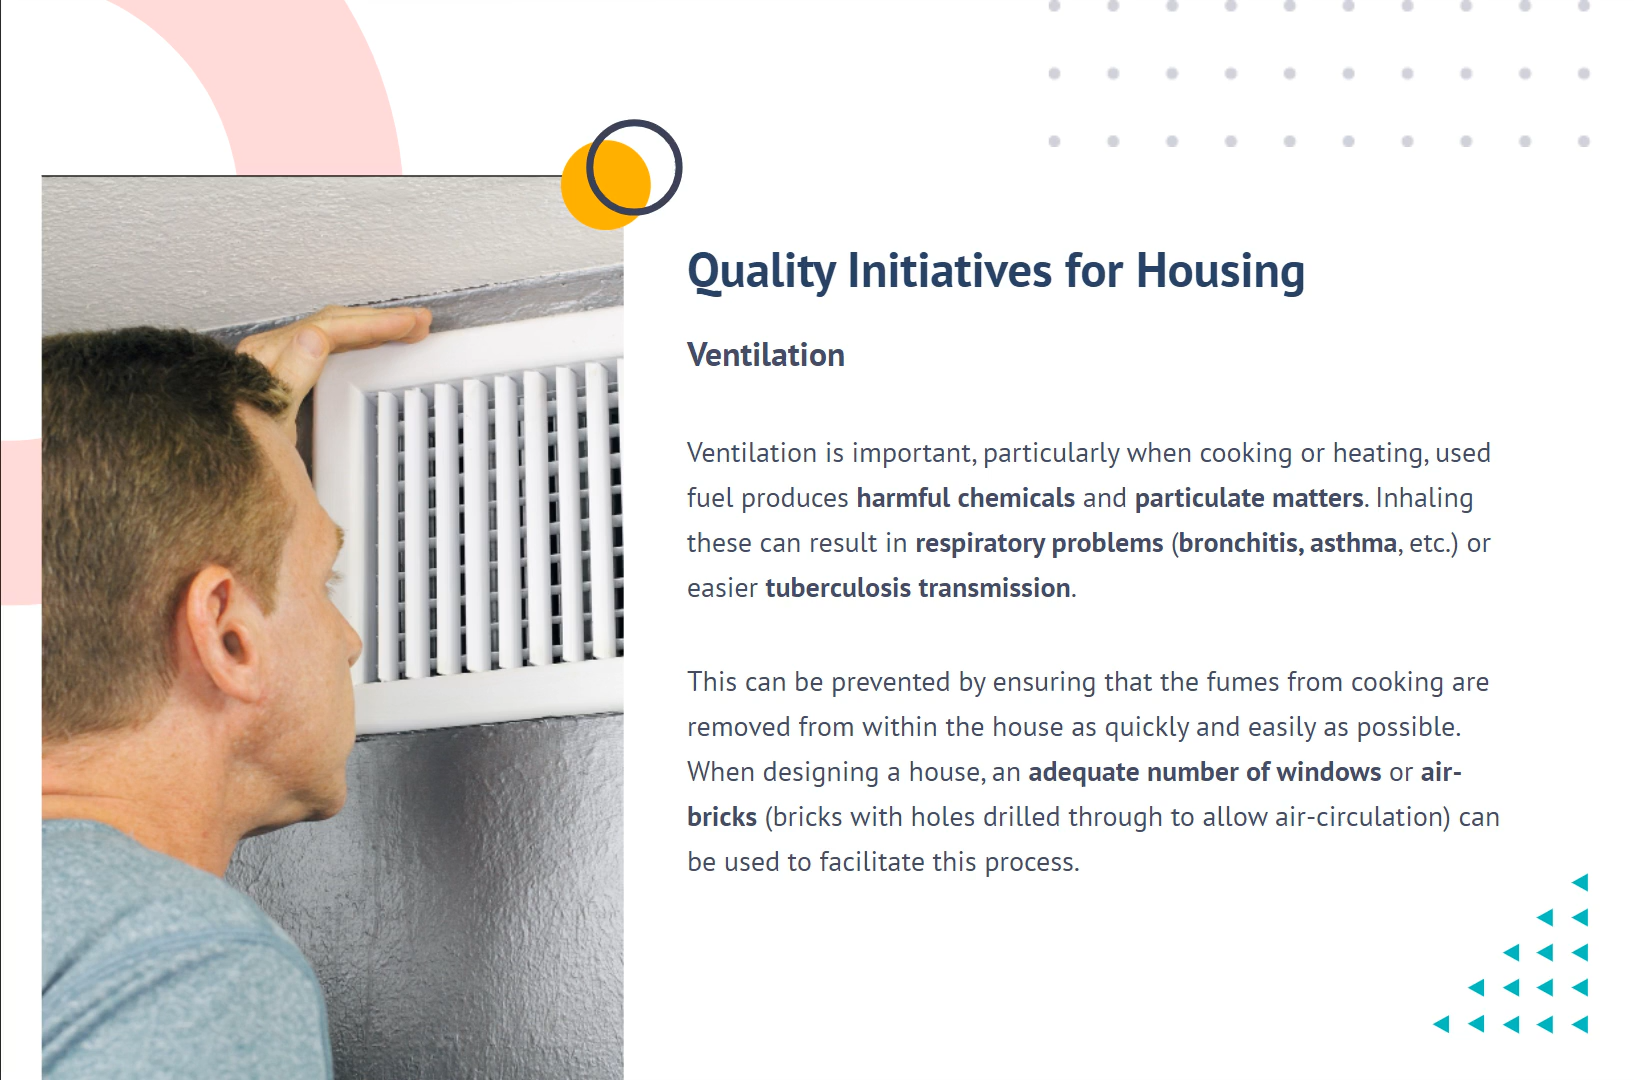 Quality Initiatives for Housing
Ventilation
Ventilation is important, particularly when cooking or heating, used
fuel produces harmful chemicals and particulate matters. Inhaling
these can result in respiratory problems (bronchitis, asthma, etc.) or
easier tuberculosis transmission.
This can be prevented by ensuring that the fumes from cooking are
removed from within the house as quickly and easily as possible.
When designing a house, an adequate number of windows or air-
bricks (bricks with holes drilled through to allow air-circulation) can
be used to facilitate this process.